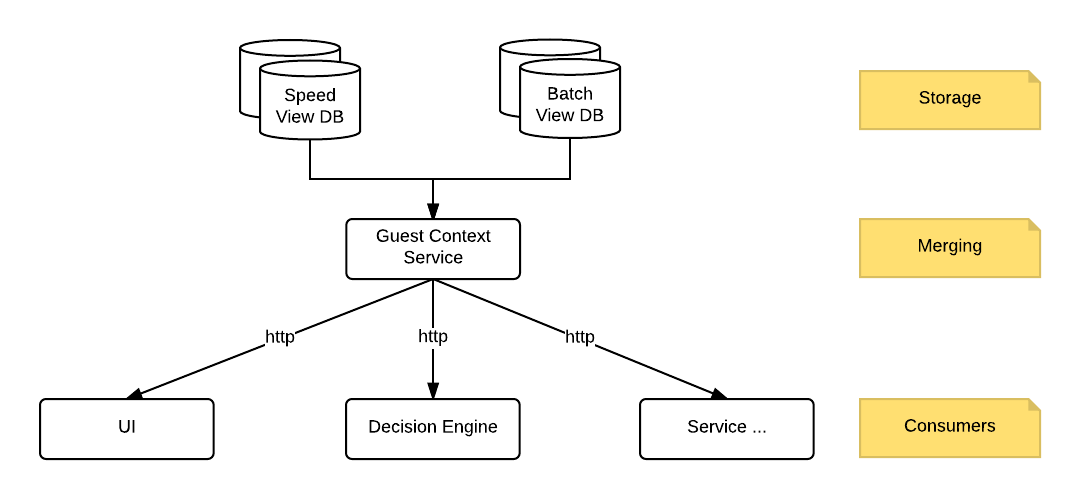 Speed
View DB
Batch
View DB
Storage
Guest Context
Service
Merging
http
http
http
UI
Decision Engine
Service ...
Consumers